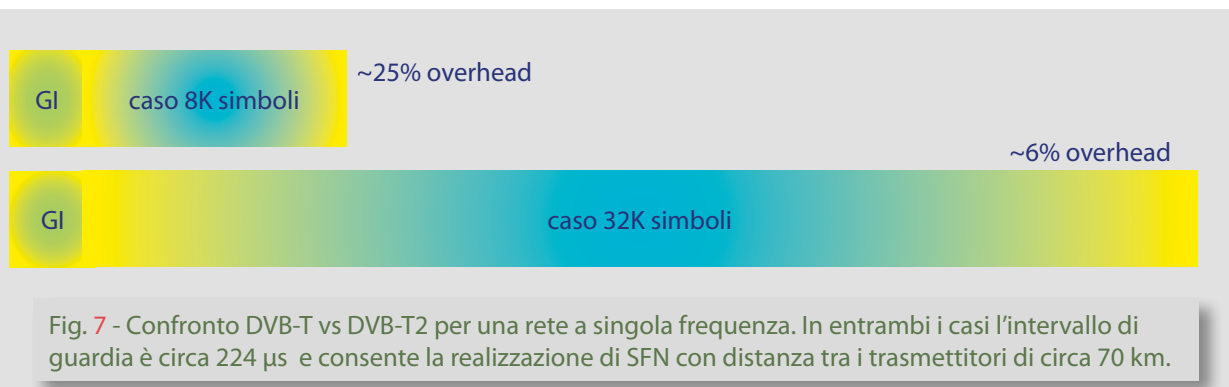 GI caso 8K simboli ~25% overhead
~6% overhead
GI caso 32K simboli
Fig. 7 - Confronto DVB-T vs DVB-T2 per una rete a singola frequenza. In entrambi i casi l'intervallo di
guardia è circa 224 µs e consente la realizzazione di SFN con distanza tra i trasmettitori di circa 70 km.